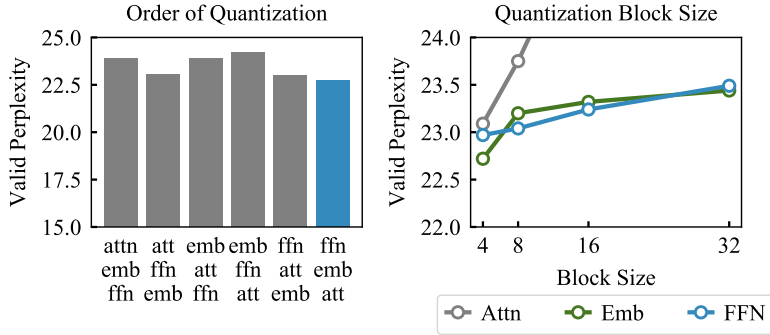 Order of Quantization
Valid Perplexity
25.0
22.5
20.0
17.5
15.0
attn att emb emb ffn ffn
emb ffn att ffn att emb
ffn emb ffn att emb att
Quantization Block Size
Valid Perplexity
24.0
23.5
23.0
22.5
22.0
4 8 16 32
Block Size
Attn Emb FFN